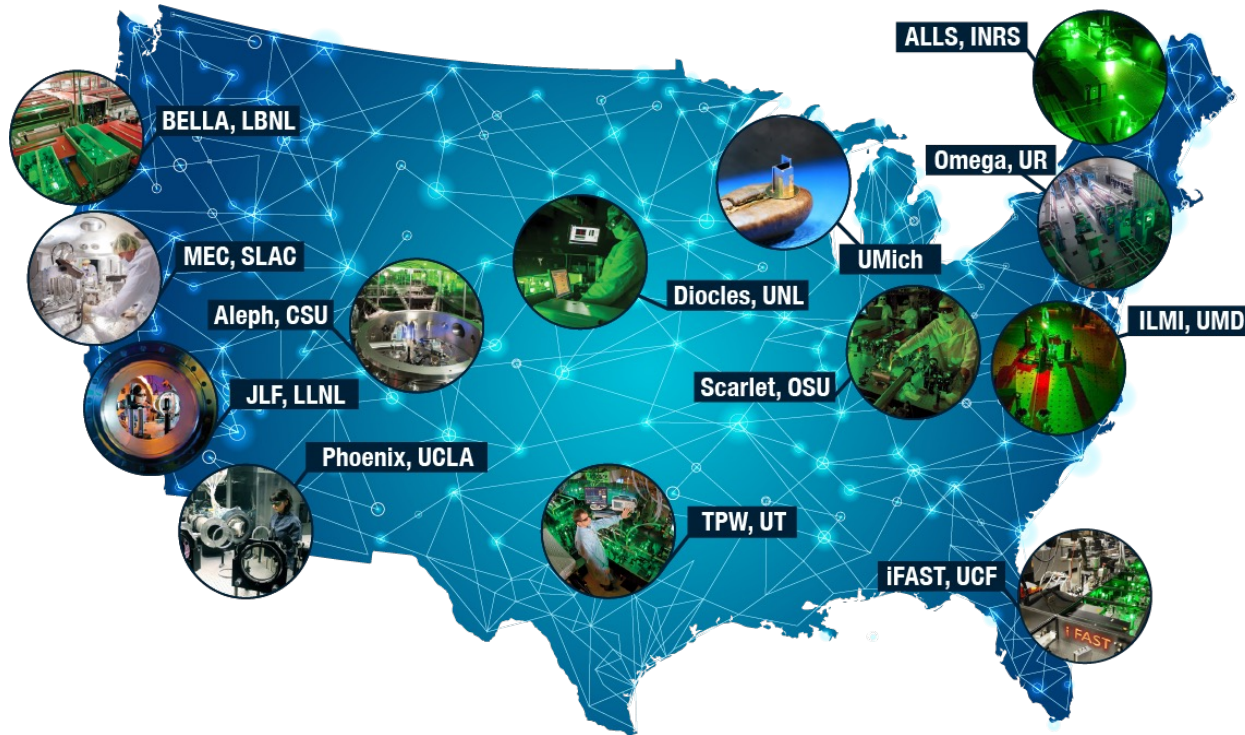 ALLS, INRS
BELLA, LBNL
Omega, UR
MEC, SLAC
UMich
Diocles, UNL
Aleph, CSU
ILMI, UMD
Scarlet, OSU
JLF, LLNL
Phoenix, UCLA
TPW, UT
iFAST, UCF
i FAST